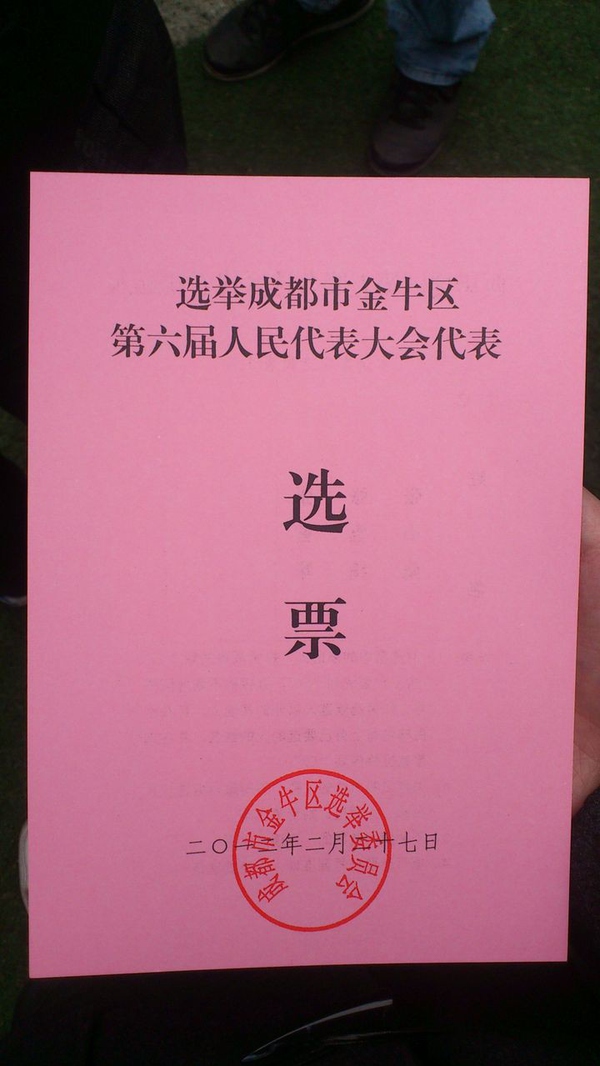 选举成都市金牛区
第六届人民代表大会代表
选
票
成都市金牛区选举委员会
二〇一二年二月二十七日